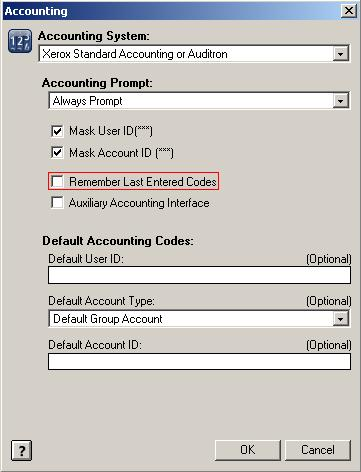 Accounting
123
Accounting System:
Xerox Standard Accounting or Auditron
Accounting Prompt:
Always Prompt
Mask User ID(***)
Mask Account ID (***)
Remember Last Entered Codes
Auxiliary Accounting Interface
Default Accounting Codes:
Default User ID: (Optional)
Default Account Type: (Optional)
Default Group Account
Default Account ID: (Optional)
? OK Cancel